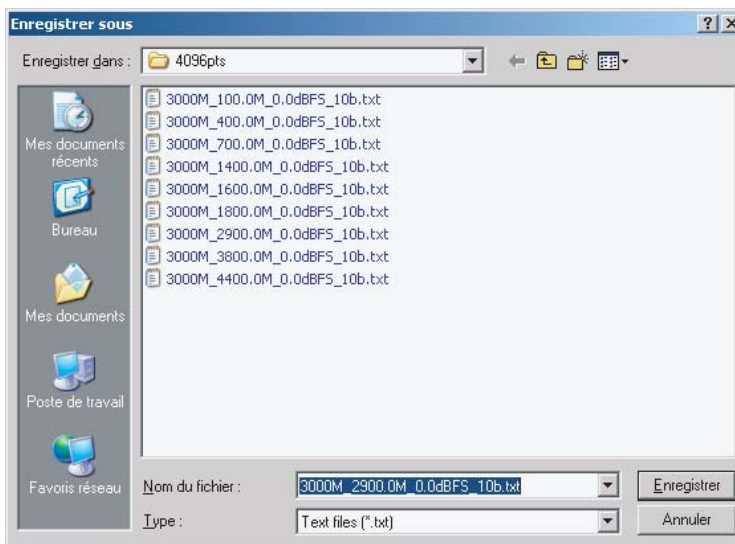 Enregistrer sous
Enregistrer dans :
4096pts
Mes documents
récents
Bureau
Mes documents
Poste de travail
Favoris réseau
3000M_100.0M_0.0dBFS_10b.txt
3000M_400.0M_0.0dBFS_10b.txt
3000M_700.0M_0.0dBFS_10b.txt
3000M_1400.0M_0.0dBFS_10b.txt
3000M_1600.0M_0.0dBFS_10b.txt
3000M_1800.0M_0.0dBFS_10b.txt
3000M_2900.0M_0.0dBFS_10b.txt
3000M_3800.0M_0.0dBFS_10b.txt
3000M_4400.0M_0.0dBFS_10b.txt
Nom du fichier :
3000M_2900.0M_0.0dBFS_10b.txt
Enregistrer
Type :
Text files (*.txt)
Annuler